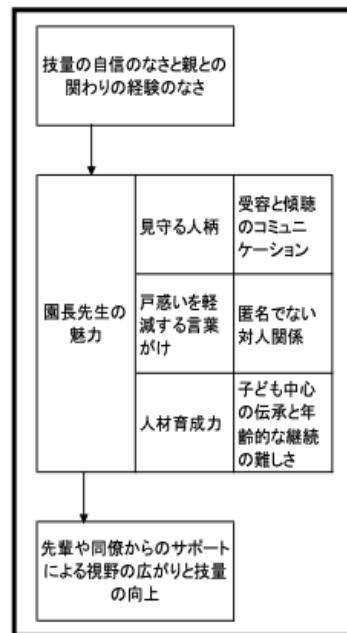 技量の自信のなさと親との
関わりの経験のなさ
園長先生の
魅力
見守る人柄
受容と傾聴
のコミュニ
ケーション
戸惑いを軽
減する言葉
がけ
匿名でない
対人関係
人材育成力
子ども中心
の伝承と年
齢的な継続
の難しさ
先輩や同僚からのサポート
による視野の広がりと技量
の向上